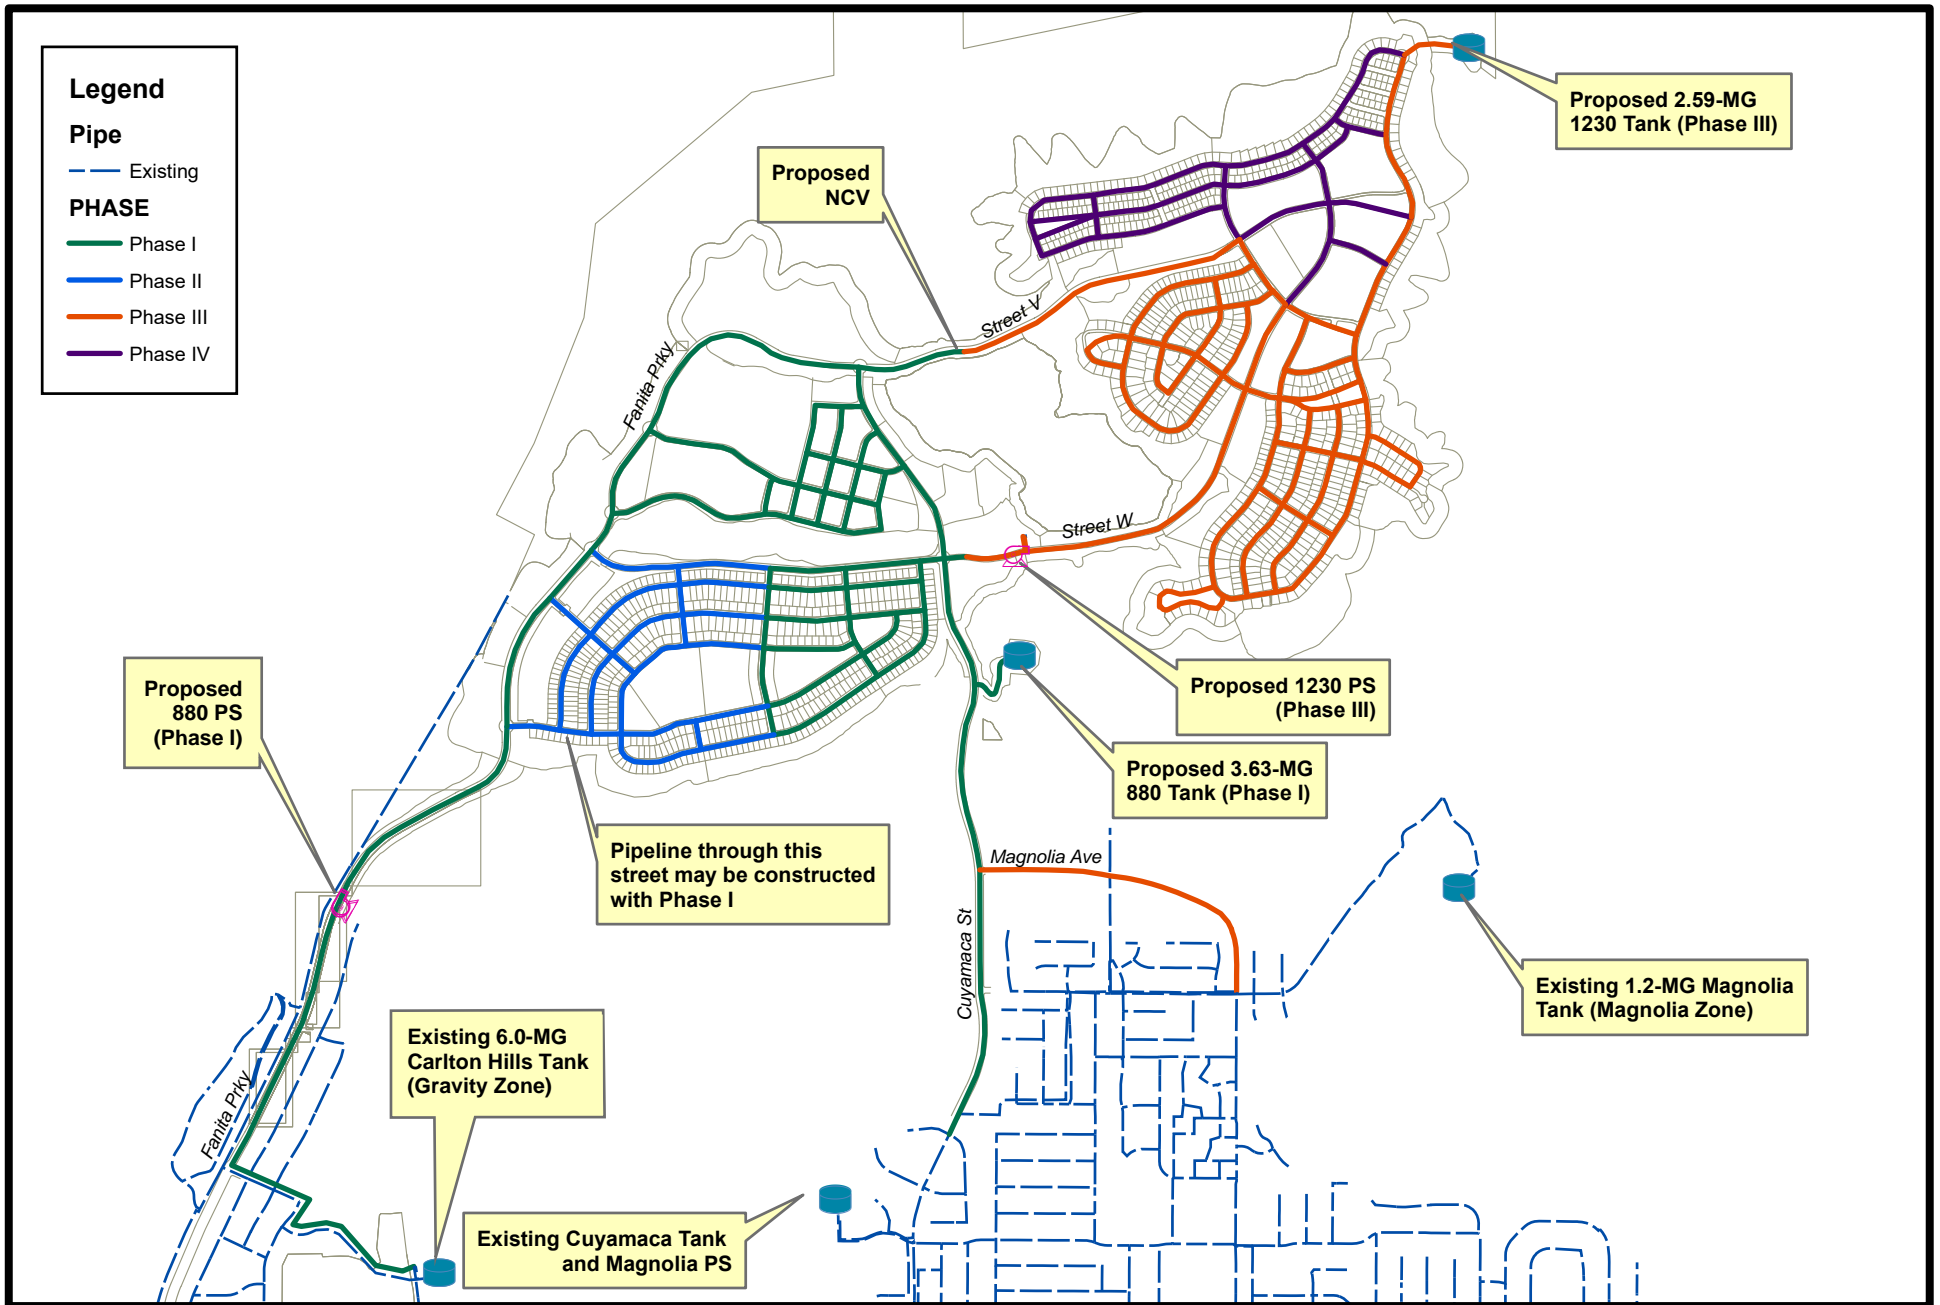 Legend
Pipe
Existing
PHASE
Phase I
Phase II
Phase III
Phase IV
Proposed 2.59-MG
1230 Tank (Phase III)
Proposed
NCV
Street V
Fanita Prky
Street W
Proposed
880 PS
(Phase I)
Proposed 1230 PS
(Phase III)
Proposed 3.63-MG
880 Tank (Phase I)
Pipeline through this
street may be constructed
with Phase I
Magnolia Ave
Cuyamaca St
Existing 1.2-MG Magnolia
Tank (Magnolia Zone)
Existing 6.0-MG
Carlton Hills Tank
(Gravity Zone)
Fanita Prky
Existing Cuyamaca Tank
and Magnolia PS